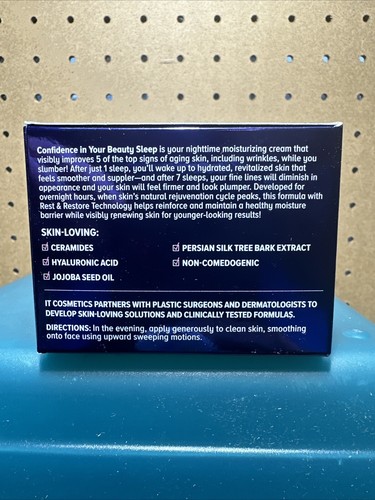 Confidence in Your Beauty Sleep is your nighttime moisturizing cream that
visibly improves 5 of the top signs of aging skin, including wrinkles, while you
slumber! After just 1 sleep, you'll wake up to hydrated, revitalized skin that
feels smoother and suppler—and after 7 sleeps, your fine lines will diminish in
appearance and your skin will feel firmer and look plumper. Developed for
overnight hours, when skin's natural rejuvenation cycle peaks, this formula with
Rest & Restore Technology helps reinforce and maintain a healthy moisture
barrier while visibly renewing skin for younger-looking results!
SKIN-LOVING:
☑ CERAMIDES
☑ HYALURONIC ACID
☑ JOJOBA SEED OIL
☑ PERSIAN SILK TREE BARK EXTRACT
☑ NON-COMEDOGENIC
IT COSMETICS PARTNERS WITH PLASTIC SURGEONS AND DERMATOLOGISTS TO
DEVELOP SKIN-LOVING SOLUTIONS AND CLINICALLY TESTED FORMULAS.
DIRECTIONS: In the evening, apply generously to clean skin, smoothing
onto face using upward sweeping motions.